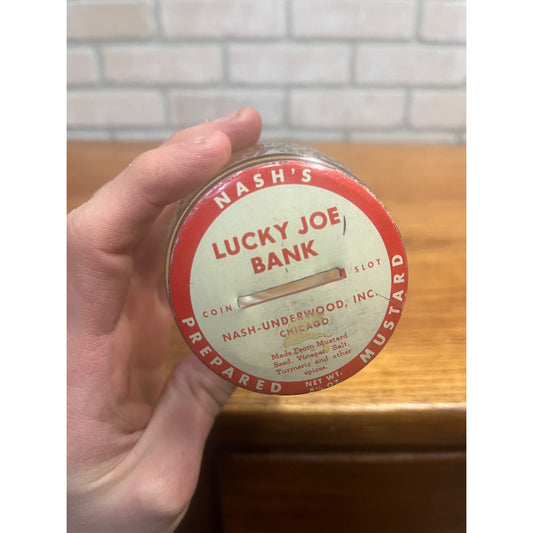 NASH'S
LUCKY JOE
BANK
COIN SLOT
NASH-UNDERWOOD, INC.
CHICAGO
Made From Mustard
Seed, Vinegar, Salt,
Turmeric and other
spices.
PREPARED MUSTARD
NET WT.
OZ.